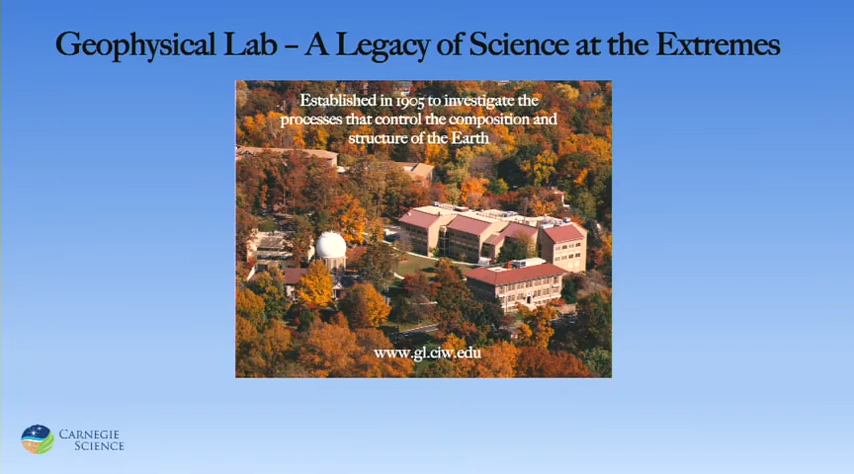 Geophysical Lab – A Legacy of Science at the Extremes
Established in 1905 to investigate the
processes that control the composition and
structure of the Earth
www.gl.ciw.edu
CARNEGIE
SCIENCE